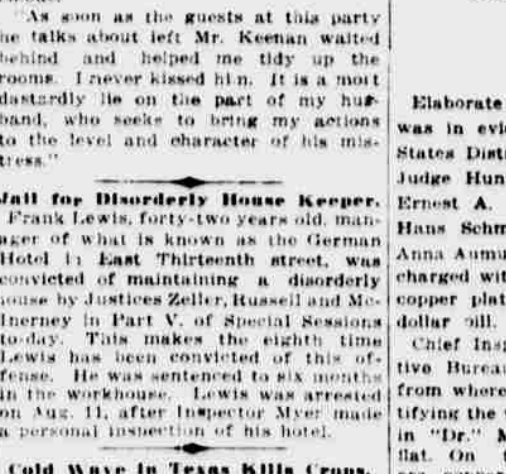 "As soon as the guests at this party
he talks about left Mr. Keenan waited
behind and helped me tidy up the
rooms. I never kissed him. It is a most
dastardly lie on the part of my hus-
band, who seeks to bring my actions
to the level and character of his mis-
tress."
Jail for Disorderly House Keeper.
Frank Lewis, forty-two years old, man-
ager of what is known as the German
Hotel 11 East Thirteenth street, was
convicted of maintaining a disorderly
house by Justices Zeller, Russell and Mc-
Inerney in Part V. of Special Sessions
to-day. This makes the eighth time
Lewis has been convicted of this of-
fense. He was sentenced to six months
in the workhouse. Lewis was arrested
on Aug. 11, after Inspector Myer made
a personal inspection of his hotel.
Cold Wave in Texas Kills Crops.
Elaborate
was in evi
States Dist
Judge Hun
Ernest A.
Hans Schm
Anna Aumu
charged wit
copper plat
dollar bill.
Chief Insp
tive Bureau
from where
tifying the
in "Dr." M
flat. On